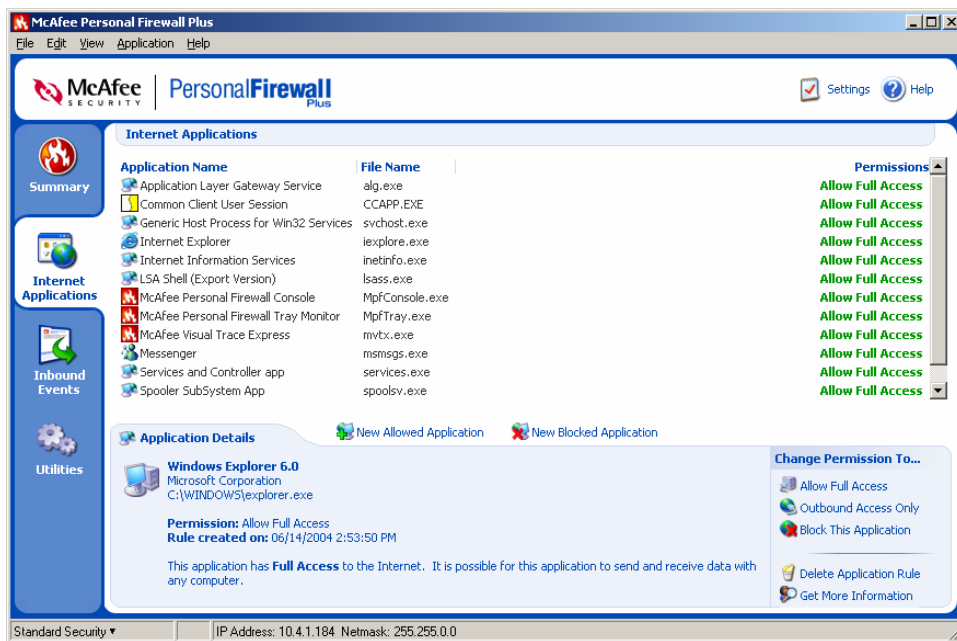 McAfee Personal Firewall Plus
File Edit View Application Help
McAfee SECURITY PersonalFirewall Plus
Settings Help
Internet Applications
Application Name File Name Permissions
Application Layer Gateway Service alg.exe Allow Full Access
Common Client User Session CCAPP.EXE Allow Full Access
Generic Host Process for Win32 Services svchost.exe Allow Full Access
Internet Explorer iexplore.exe Allow Full Access
Internet Information Services inetinfo.exe Allow Full Access
LSA Shell (Export Version) lsass.exe Allow Full Access
McAfee Personal Firewall Console MpfConsole.exe Allow Full Access
McAfee Personal Firewall Tray Monitor MpfTray.exe Allow Full Access
McAfee Visual Trace Express mvtx.exe Allow Full Access
Messenger msmsgs.exe Allow Full Access
Services and Controller app services.exe Allow Full Access
Spooler SubSystem App spoolsv.exe Allow Full Access
Summary
Internet
Applications
Inbound
Events
Utilities
Application Details
New Allowed Application
New Blocked Application
Windows Explorer 6.0
Microsoft Corporation
C:\WINDOWS\explorer.exe
Permission: Allow Full Access
Rule created on: 06/14/2004 2:53:50 PM
This application has Full Access to the Internet. It is possible for this application to send and receive data with
any computer.
Change Permission To...
Allow Full Access
Outbound Access Only
Block This Application
Delete Application Rule
Get More Information
Standard Security
IP Address: 10.4.1.184 Netmask: 255.255.0.0